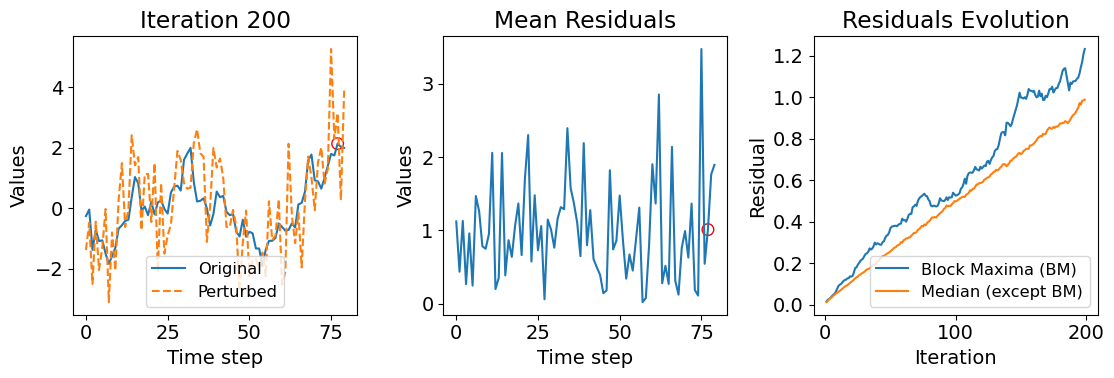 Iteration 200
Values
4
2
0
−2
Original
Perturbed
0
25
50
75
Time step
Mean Residuals
Values
3
2
1
0
0
25
50
75
Time step
Residuals Evolution
Residual
1.2
1.0
0.8
0.6
0.4
0.2
0.0
Block Maxima (BM)
Median (except BM)
0
100
200
Iteration